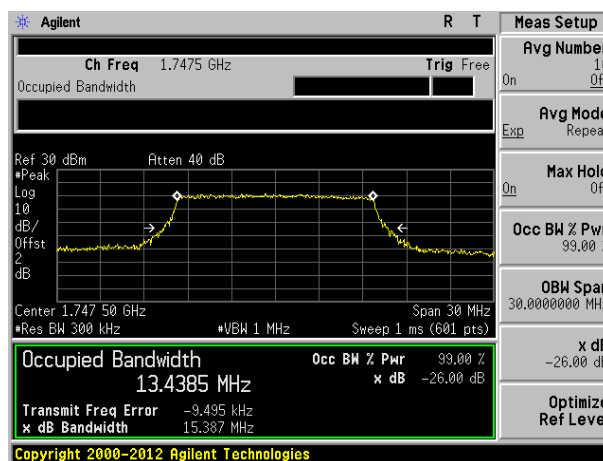 Agilent R T Meas Setup
Ch Freq 1.7475 GHz Trig Free
Occupied Bandwidth
Avg Number
10
On Of
Avg Mode
Exp Repea
Max Hold
On Of
Occ BW % Pwr
99.00
OBW Span
30.0000000 MH
x dB
-26.00 d
Optimize
Ref Level
Ref 30 dBm Atten 40 dB
#Peak
Log
10
dB/
Offst
2
dB
Center 1.747 50 GHz Span 30 MHz
#Res BW 300 kHz #VBW 1 MHz Sweep 1 ms (601 pts)
Occupied Bandwidth Occ BW % Pwr 99.00 %
13.4385 MHz x dB -26.00 dB
Transmit Freq Error -9.495 kHz
x dB Bandwidth 15.387 MHz
Copyright 2000-2012 Agilent Technologies